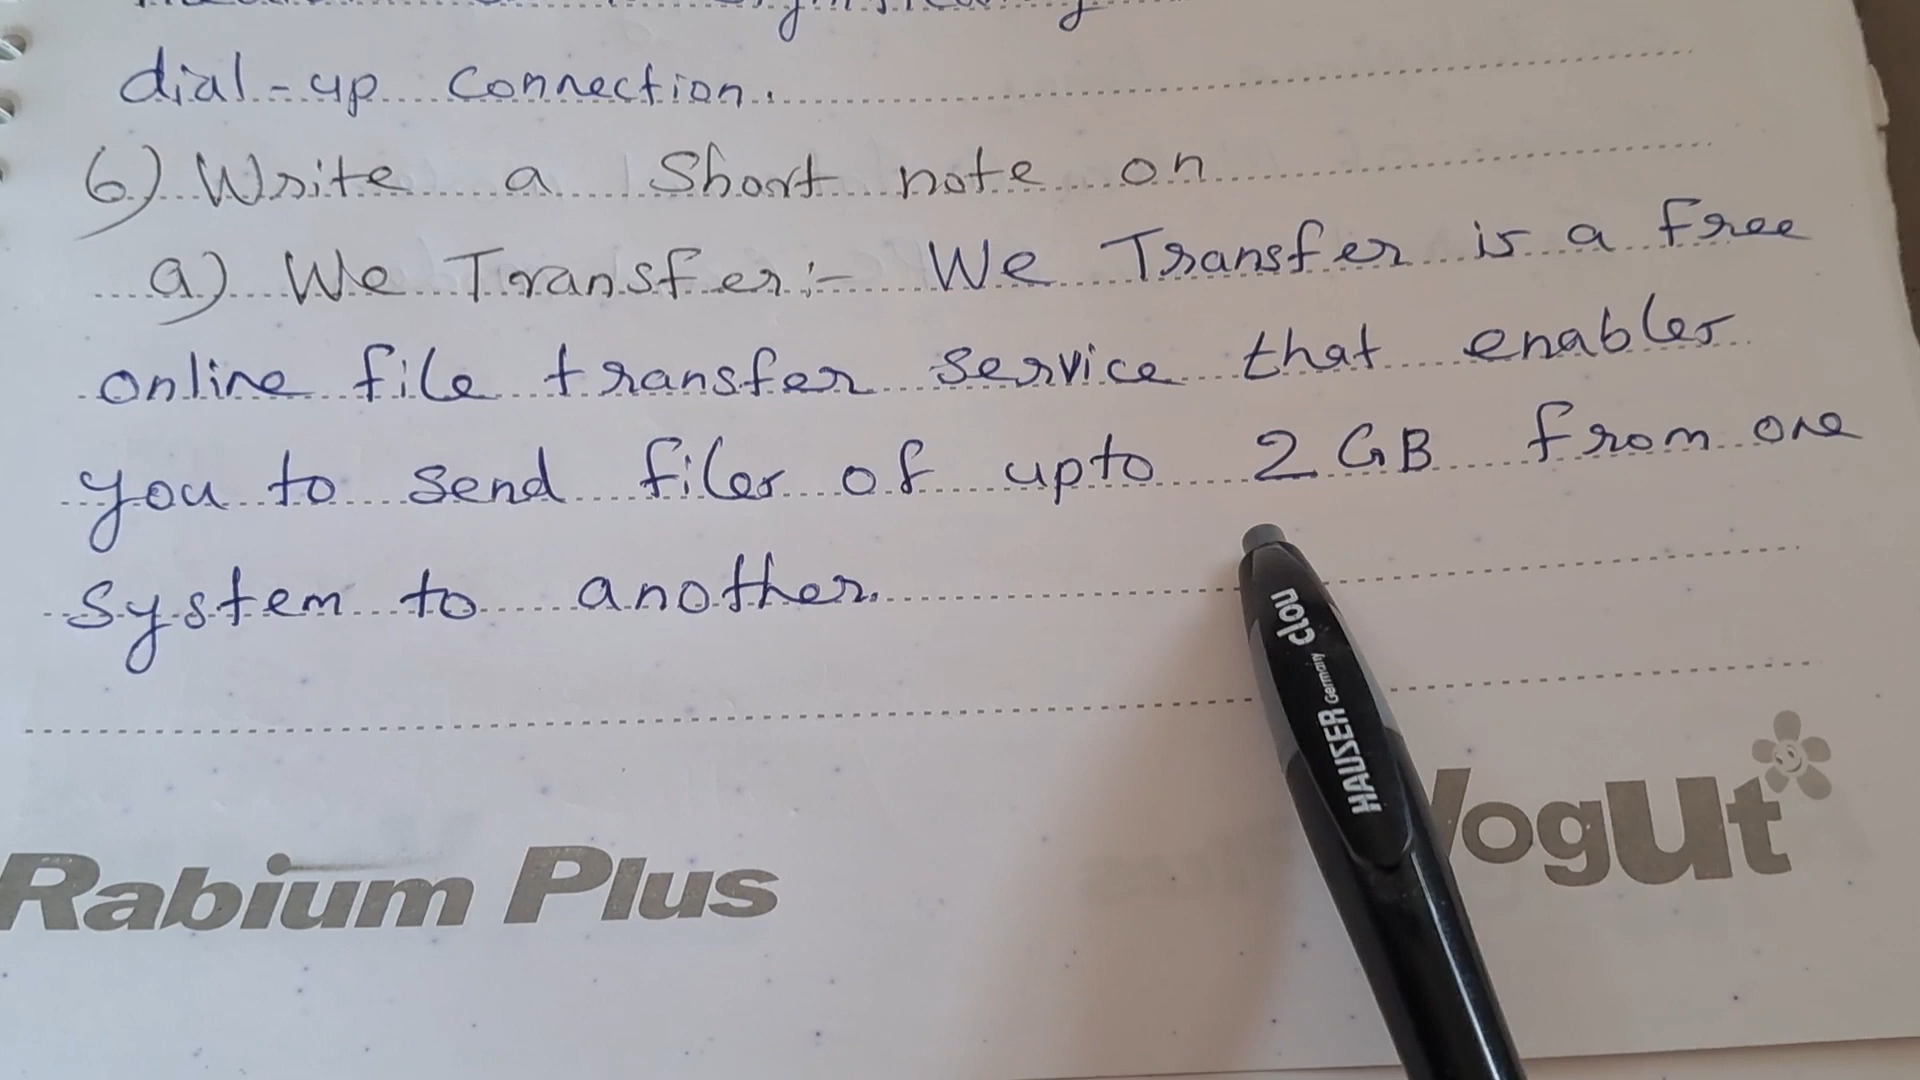 dial-up connection.
6) Write a Short note on
a) We Transfer:- We Transfer is a free
online file transfer service that enables
you to send files of upto 2 GB from one
system to another.
HAUSER Germany clou
Rabium Plus
VogUt